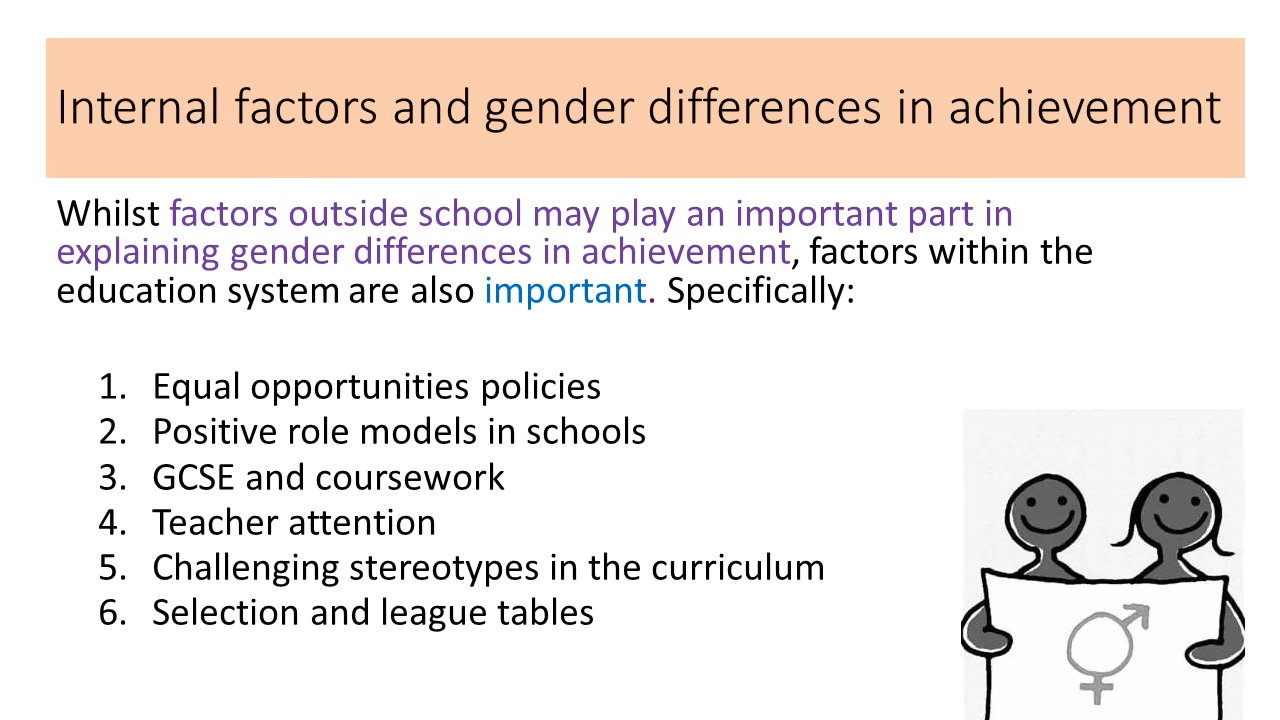 Internal factors and gender differences in achievement
Whilst factors outside school may play an important part in
explaining gender differences in achievement, factors within the
education system are also important. Specifically:
1. Equal opportunities policies
2. Positive role models in schools
3. GCSE and coursework
4. Teacher attention
5. Challenging stereotypes in the curriculum
6. Selection and league tables